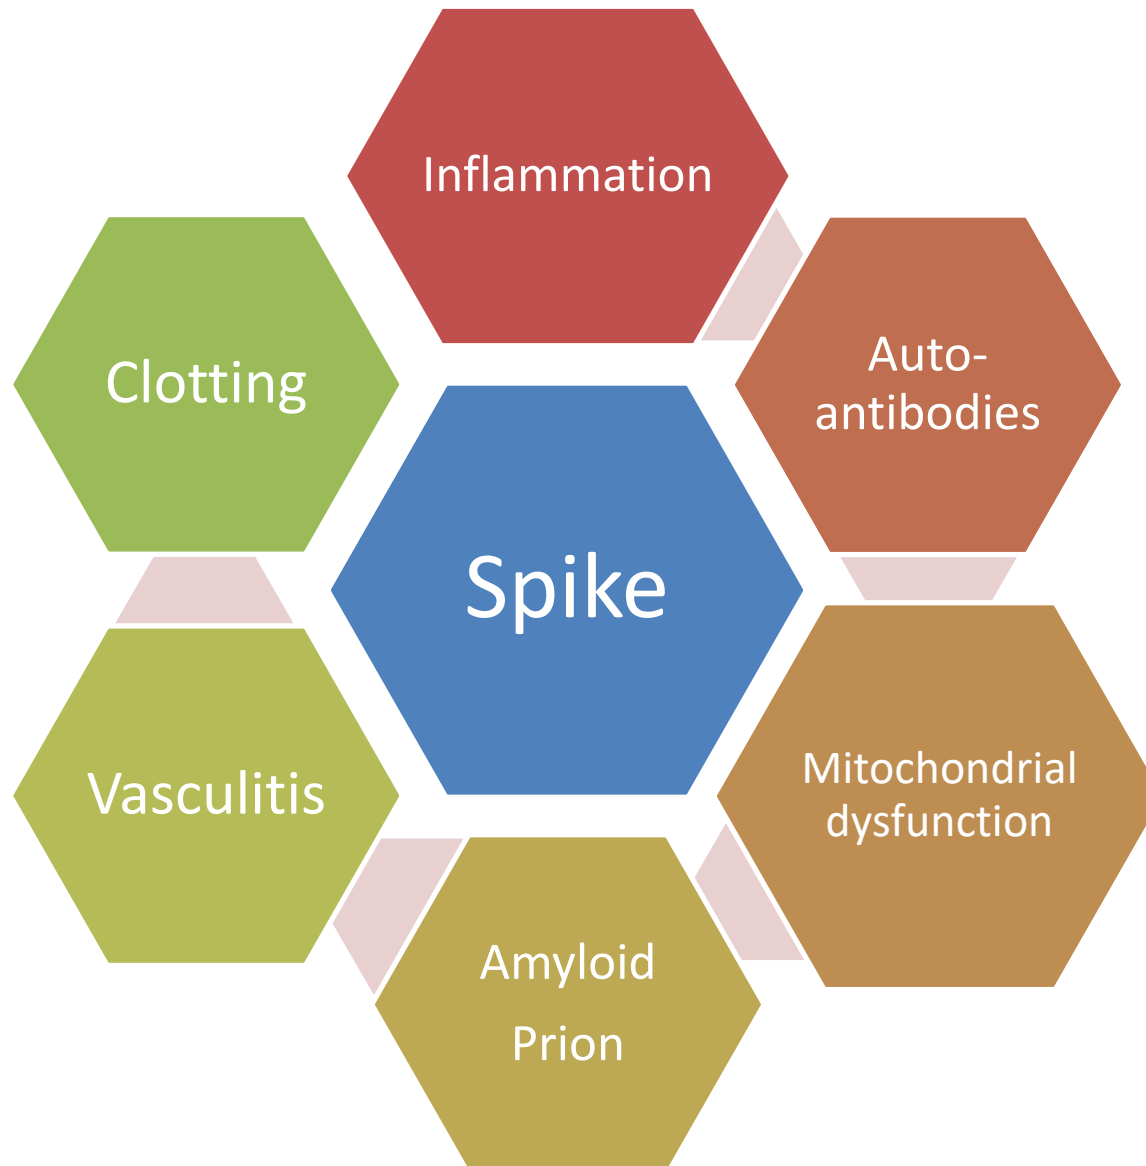 Inflammation
Auto-
antibodies
Mitochondrial
dysfunction
Amyloid
Prion
Vasculitis
Clotting
Spike